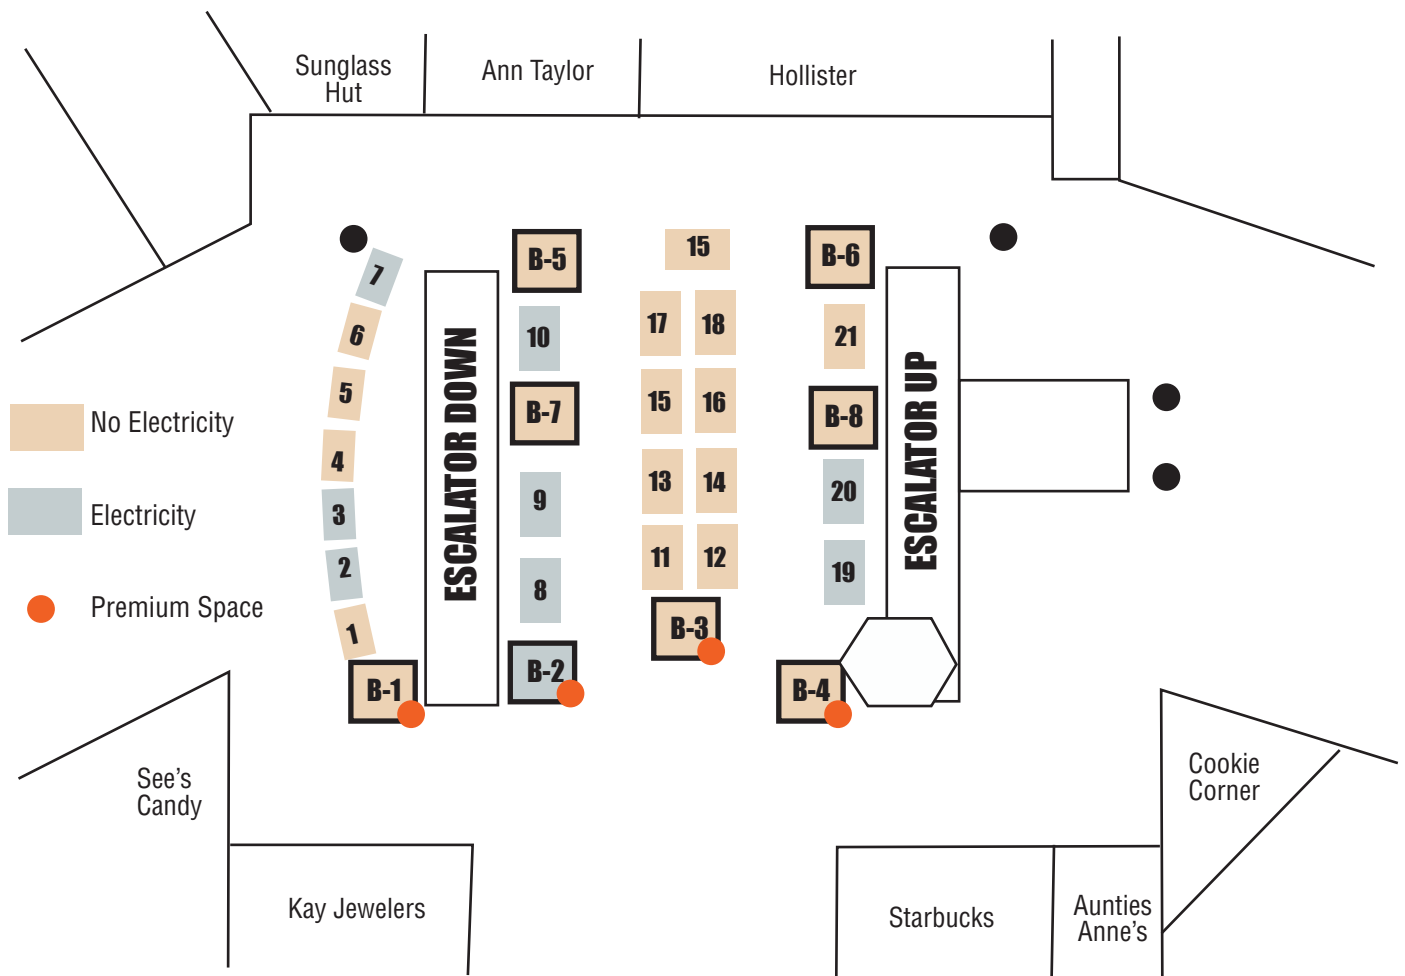 Sunglass
Hut
Ann Taylor
Hollister
7
6
5
4
3
2
1
B-1
ESCALATOR DOWN
B-5
10
B-7
9
8
B-2
15
17 18
15 16
13 14
11 12
B-3
B-6
21
B-8
20
19
B-4
ESCALATOR UP
No Electricity
Electricity
Premium Space
See's
Candy
Kay Jewelers
Starbucks
Aunties
Anne's
Cookie
Corner